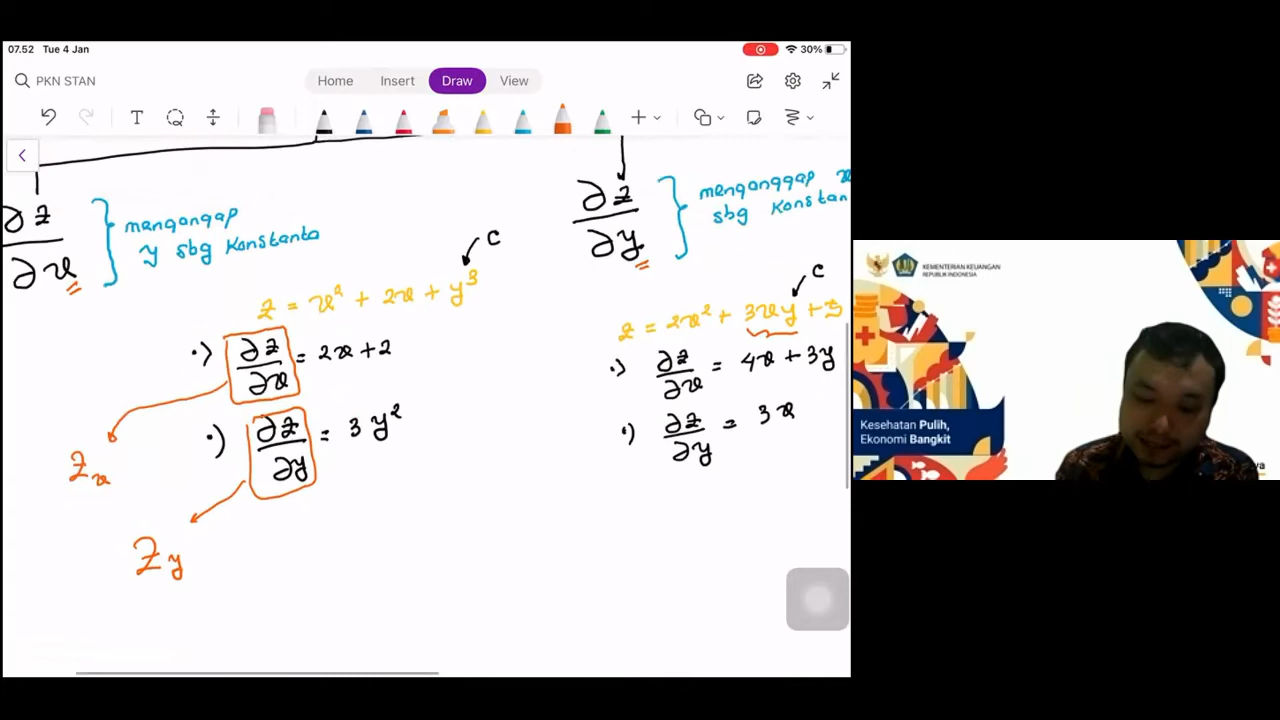 07.52 Tue 4 Jan
30%
PKN STAN
Home Insert Draw View
∂z/∂x
mengangap
y sbg Konstanta
∂z/∂y
menganggap x
sbg Konstan
C
z = x² + 2x + y³
∂z/∂x = 2x + 2
∂z/∂y = 3y²
Zx
Zy
C
z = 2x² + 3xy + 5
∂z/∂x = 4x + 3y
∂z/∂y = 3x
KEMENTERIAN KEUANGAN
REPUBLIK INDONESIA
Kesehatan Pulih,
Ekonomi Bangkit